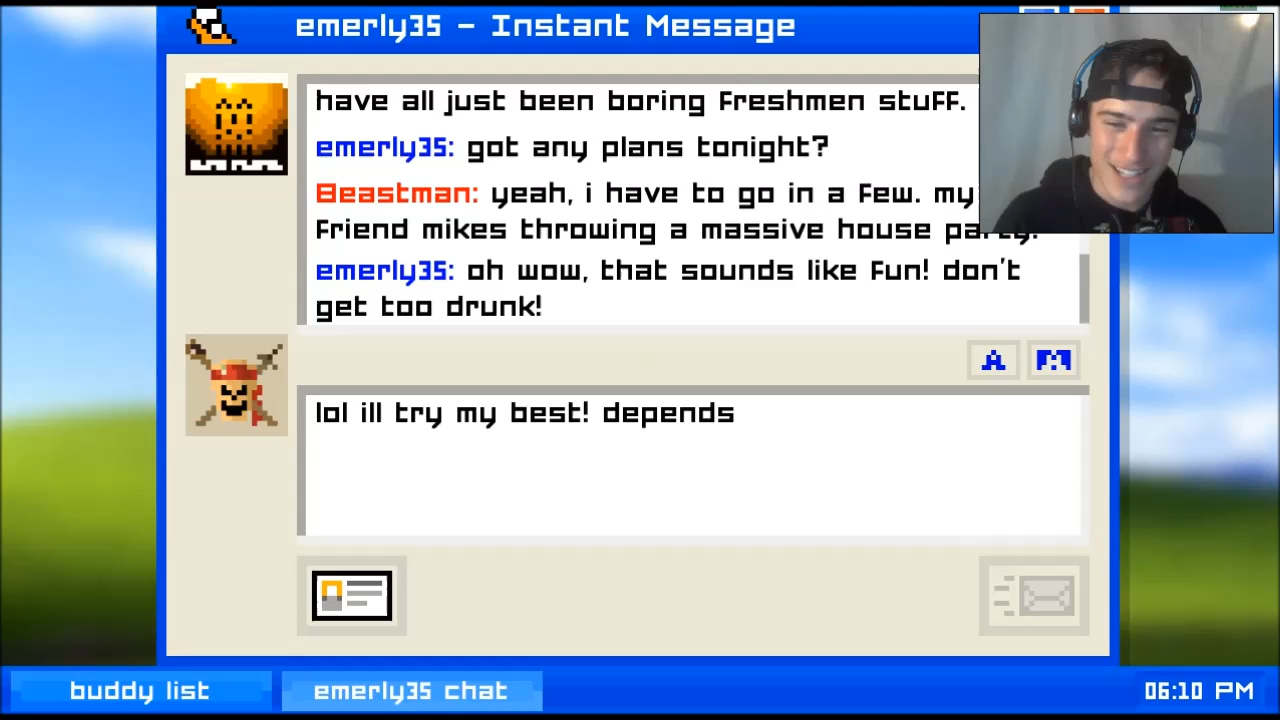 emerly35 - Instant Message
have all just been boring Freshmen stuFF.
emerly35: got any plans tonight?
Beastman: yeah, i have to go in a Few. my
Friend mikes throwing a massive house party.
emerly35: oh wow, that sounds like Fun! don't
get too drunk!
A M
lol ill try my best! depends
buddy list
emerly35 chat
06:10 PM